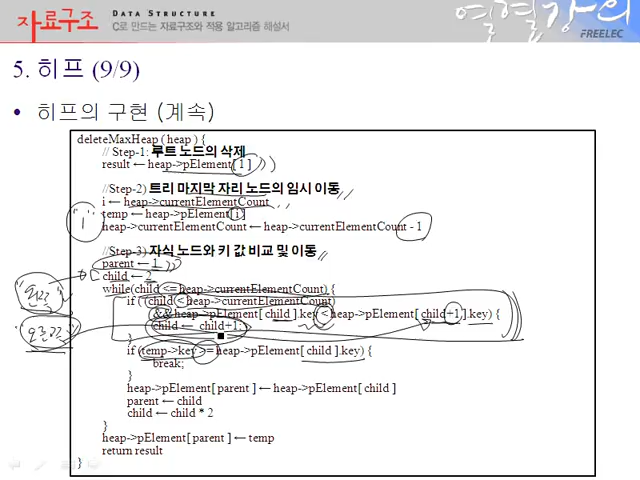 자료구조
DATA STRUCTURE
C로 만드는 자료구조와 적용 알고리즘 해설서
열혈강의
FREELEC
5. 히프 (9/9)
• 히프의 구현 (계속)
deleteMaxHeap ( heap ) {
// Step-1: 루트 노드의 삭제
result ← heap->pElement[ 1 ]
//Step-2) 트리 마지막 자리 노드의 임시 이동
i ← heap->currentElementCount
temp ← heap->pElement[ i ]
heap->currentElementCount ← heap->currentElementCount - 1
"i"
//Step-3) 자식 노드와 키 값 비교 및 이동
parent ← 1
child ← 2
"왼쪽"
while(child <= heap->currentElementCount) {
if ( child < heap->currentElementCount)
&& heap->pElement[ child ].key < heap->pElement[ child+1 ].key) {
"오른쪽"
child ← child+1;
}
if ( temp->key >= heap->pElement[ child ].key) {
break;
}
heap->pElement[ parent ] ← heap->pElement[ child ]
parent ← child
child ← child * 2
}
heap->pElement[ parent ] ← temp
return result
}